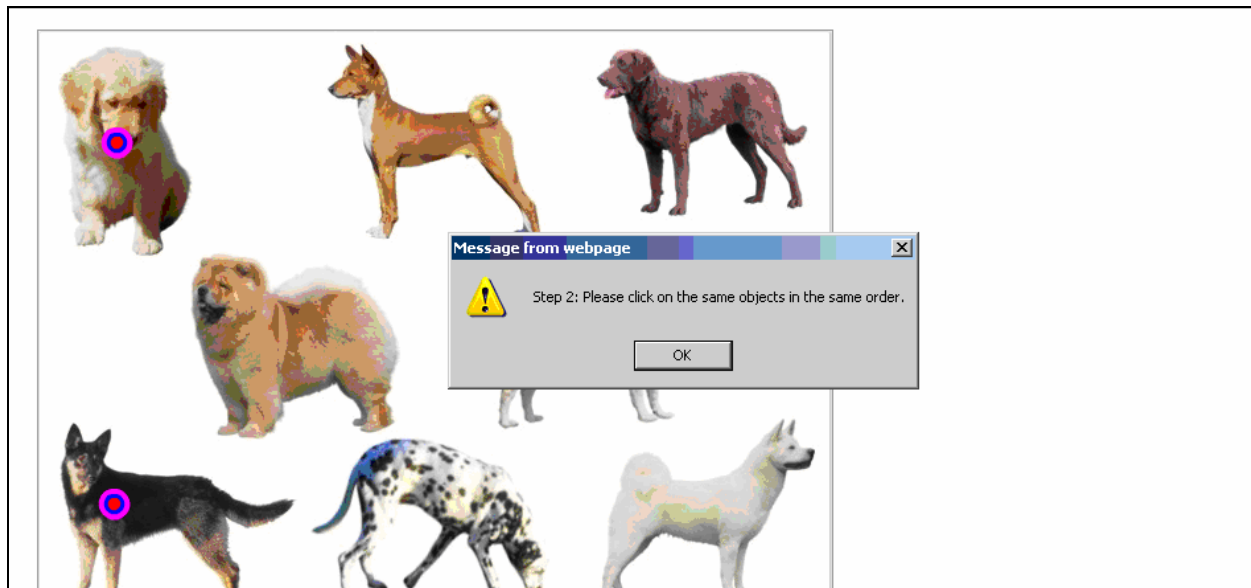 Message from webpage
Step 2: Please click on the same objects in the same order.
OK